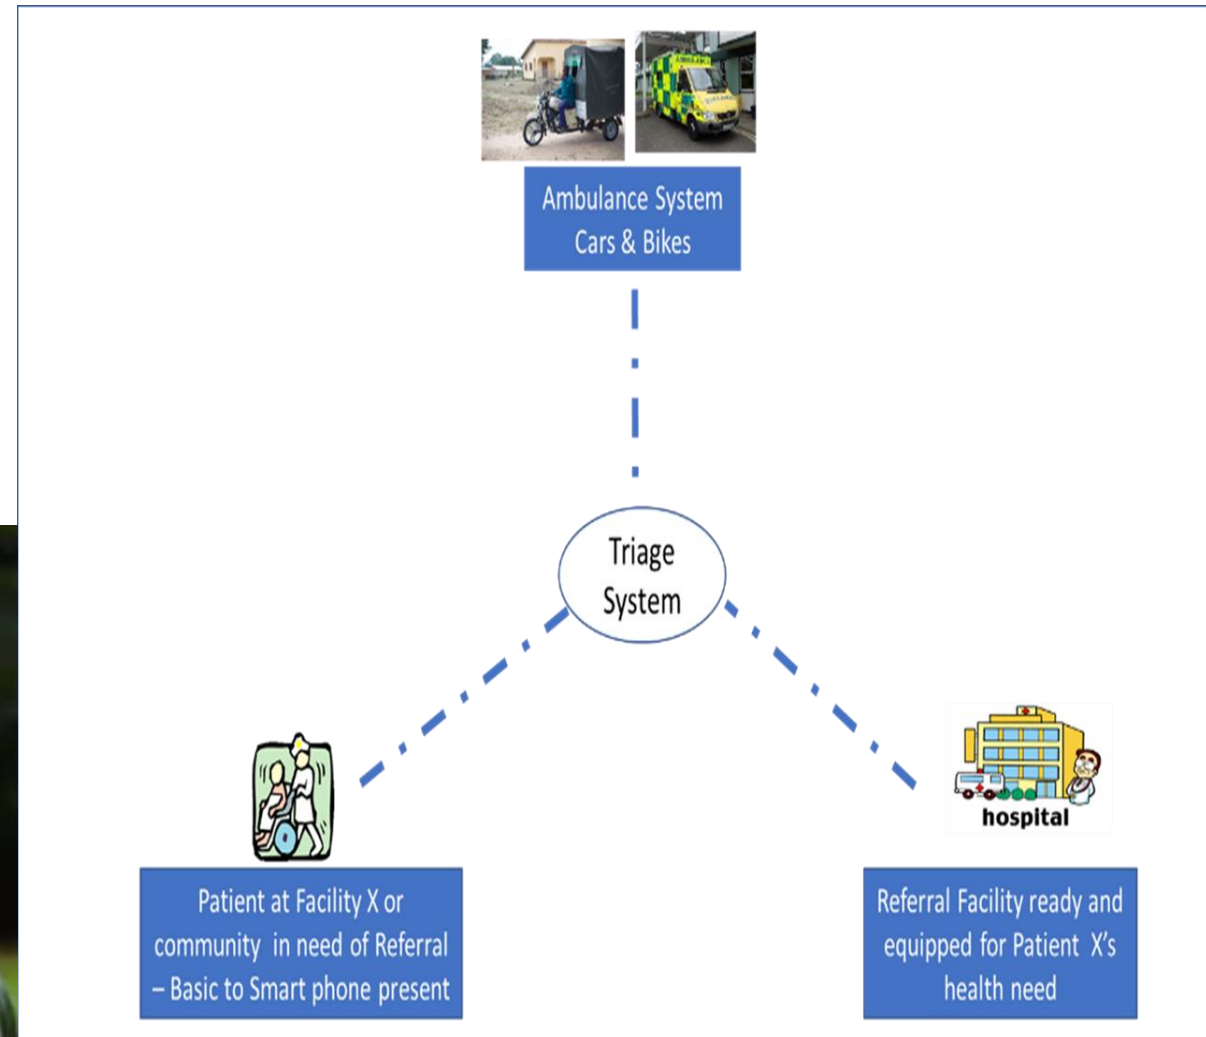 AMBULANCE
Ambulance System
Cars & Bikes
Triage
System
hospital
Patient at Facility X or
community in need of Referral
– Basic to Smart phone present
Referral Facility ready and
equipped for Patient X's
health need